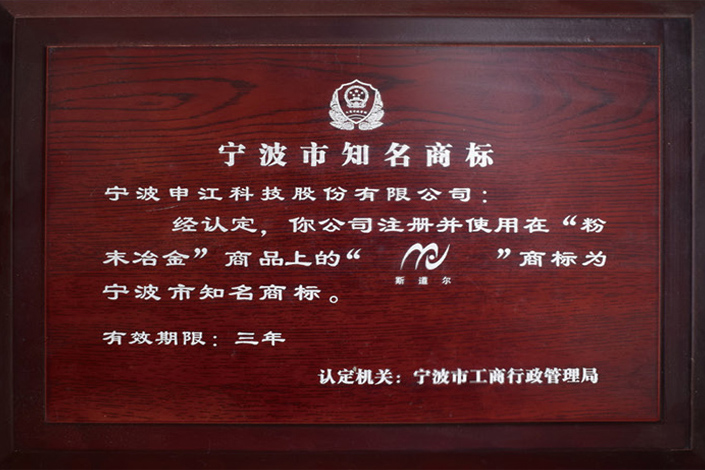 宁波市知名商标
宁波申江科技股份有限公司：
经认定，你公司注册并使用在“粉
末冶金”商品上的“ ”商标为
斯道尔
宁波市知名商标。
有效期限：三年
认定机关：宁波市工商行政管理局